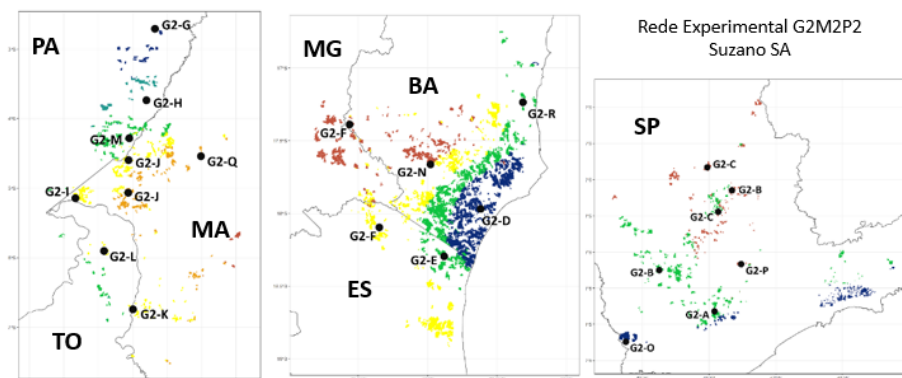 Rede Experimental G2M2P2
Suzano SA
PA
G2-G
G2-H
G2-M
G2-J
G2-Q
G2-I
G2-J
MA
G2-L
G2-K
TO
MG
BA
G2-R
G2-F
G2-N
G2-D
G2-F
G2-E
ES
SP
G2-C
G2-B
G2-C
G2-B
G2-P
G2-A
G2-O